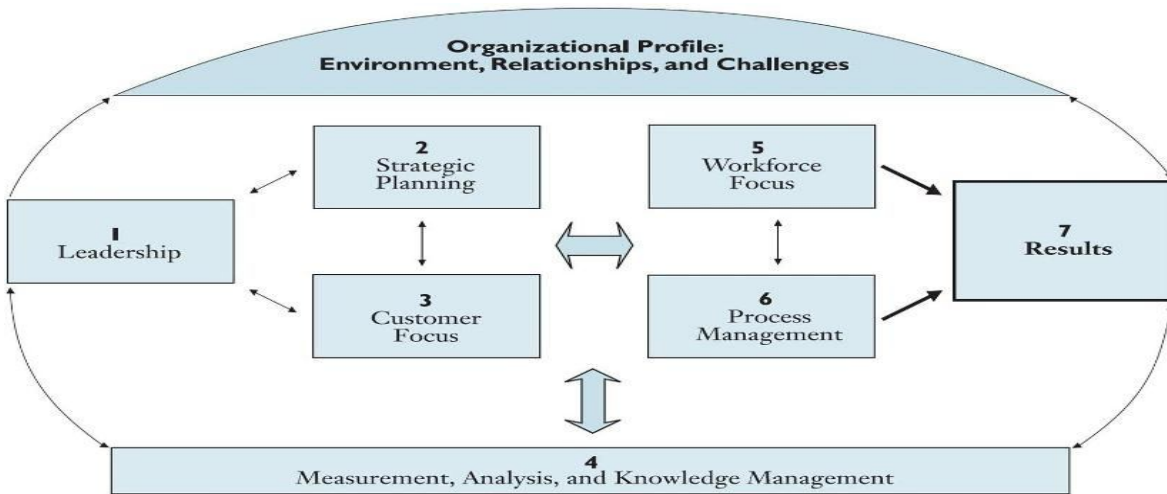 Organizational Profile:
Environment, Relationships, and Challenges
2
Strategic
Planning
5
Workforce
Focus
1
Leadership
7
Results
3
Customer
Focus
6
Process
Management
4
Measurement, Analysis, and Knowledge Management